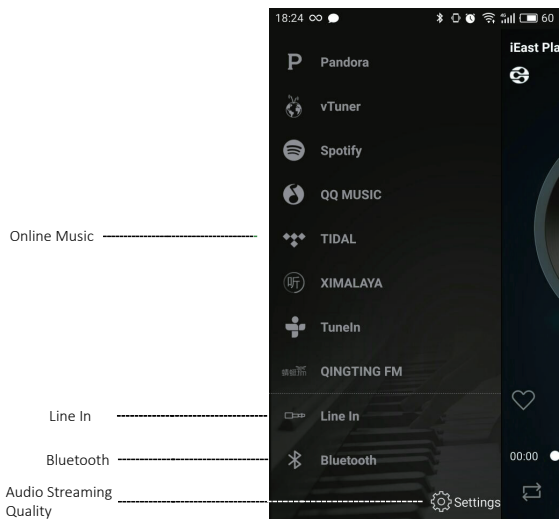 18:24 60
iEast Pla
Pandora
vTuner
Spotify
QQ MUSIC
Online Music
TIDAL
听 XIMALAYA
TuneIn
QINGTING FM
Line In
Line In
Bluetooth
Bluetooth
00:00
Audio Streaming
Quality
Settings